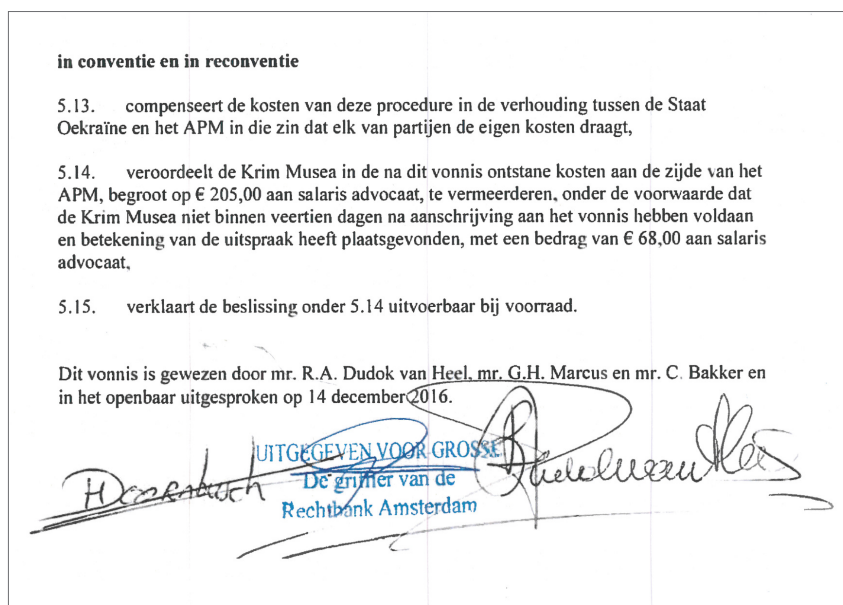 in conventie en in reconventie
5.13. compenseert de kosten van deze procedure in de verhouding tussen de Staat
Oekraïne en het APM in die zin dat elk van partijen de eigen kosten draagt,
5.14. veroordeelt de Krim Musea in de na dit vonnis ontstane kosten aan de zijde van het
APM, begroot op € 205,00 aan salaris advocaat, te vermeerderen, onder de voorwaarde dat
de Krim Musea niet binnen veertien dagen na aanschrijving aan het vonnis hebben voldaan
en betekening van de uitspraak heeft plaatsgevonden, met een bedrag van € 68,00 aan salaris
advocaat,
5.15. verklaart de beslissing onder 5.14 uitvoerbaar bij voorraad.
Dit vonnis is gewezen door mr. R.A. Dudok van Heel, mr. G.H. Marcus en mr. C. Bakker en
in het openbaar uitgesproken op 14 december 2016.
UITGEGEVEN VOOR GROSSE
De griffier van de
Rechtbank Amsterdam